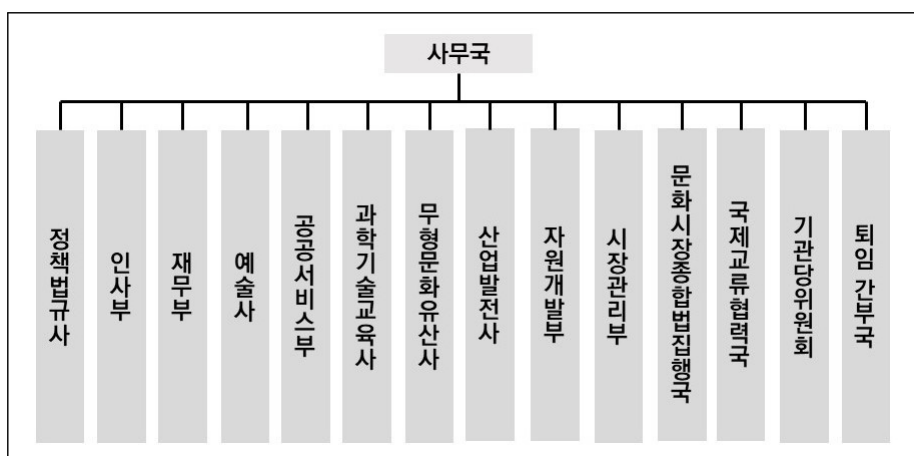 사무국
정책법규사
인사부
재무부
예술사
공공서비스부
과학기술교육사
무형문화유산사
산업발전사
자원개발부
시장관리부
문화시장종합법집행국
국제교류협력국
기관당위원회
퇴임 간부국